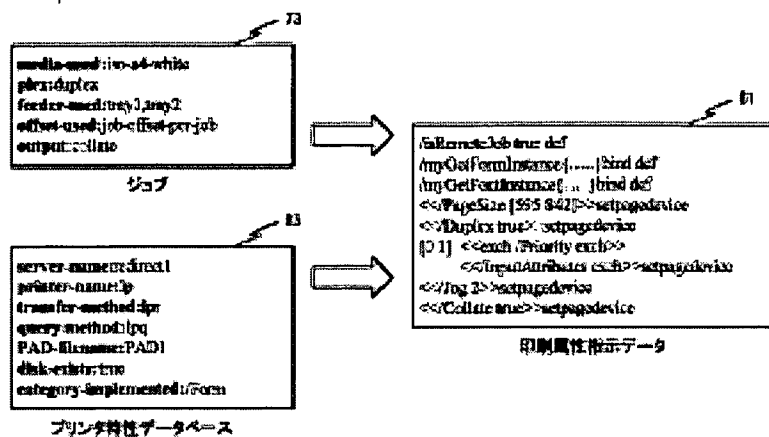 73
media-used:iso-a4-white
plex:duplex
feeder-used:tray1,tray2
offset-used:job-offset-per-job
output:collate
ジョブ
83
server-name:direct1
printer-name:lp
transfer-method:lpr
query-method:lpq
PAD-filename:PAD1
disk-exists:true
category-implemented:/Form
プリンタ特性データベース
81
/isRemoteJob true def
/myGetFormInstance{......}bind def
/myGetFontInstance{.... }bind def
<</PageSize [595 842]>>setpagedevice
<</Duplex true>>setpagedevice
[0 1] <<exch /Priority exch>>
<</InputAttributes exch>>setpagedevice
<</Jog 3>>setpagedevice
<</Collate true>>setpagedevice
印刷属性指示データ